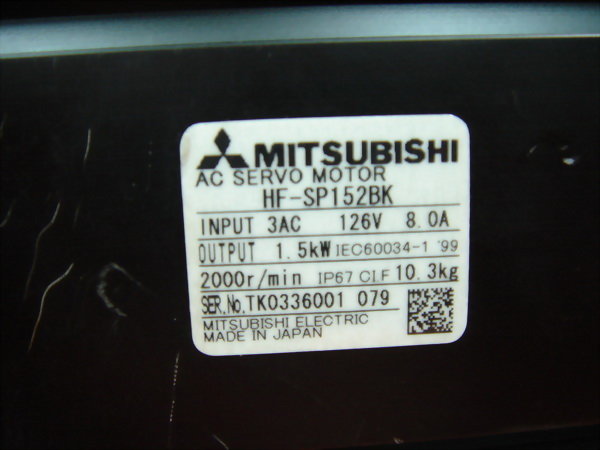 MITSUBISHI
AC SERVO MOTOR
HF-SP152BK
INPUT 3AC 126V 8.0A
OUTPUT 1.5kW IEC60034-1 '99
2000r/min IP67 CI.F 10.3kg
SER.No.TK0336001 079
MITSUBISHI ELECTRIC
MADE IN JAPAN